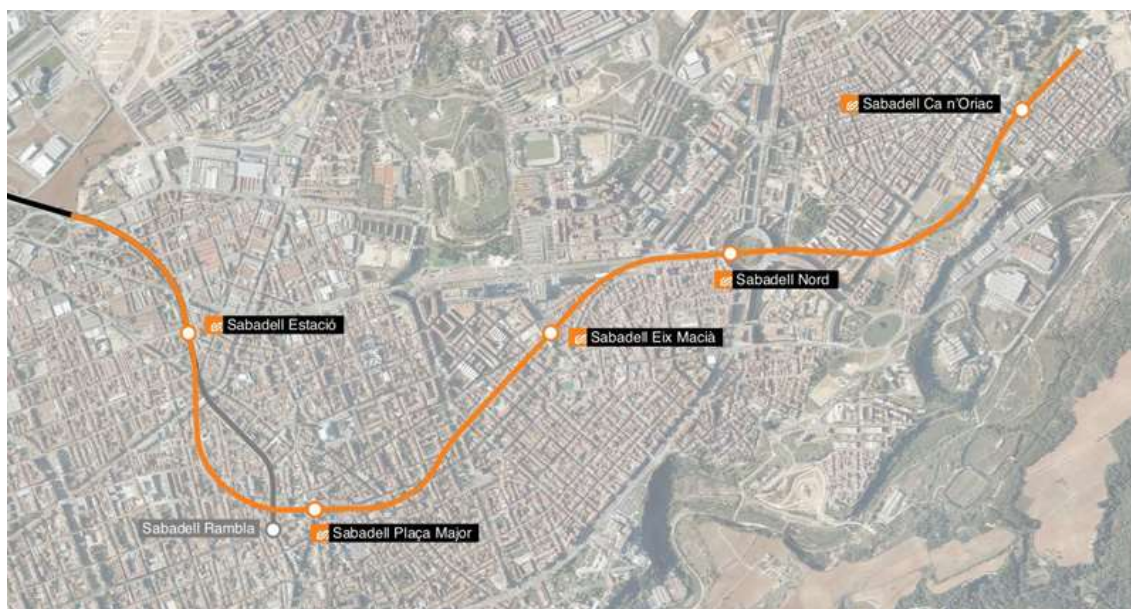 Sabadell Ca n'Oriac
Sabadell Nord
Sabadell Estació
Sabadell Eix Macià
Sabadell Rambla
Sabadell Plaça Major